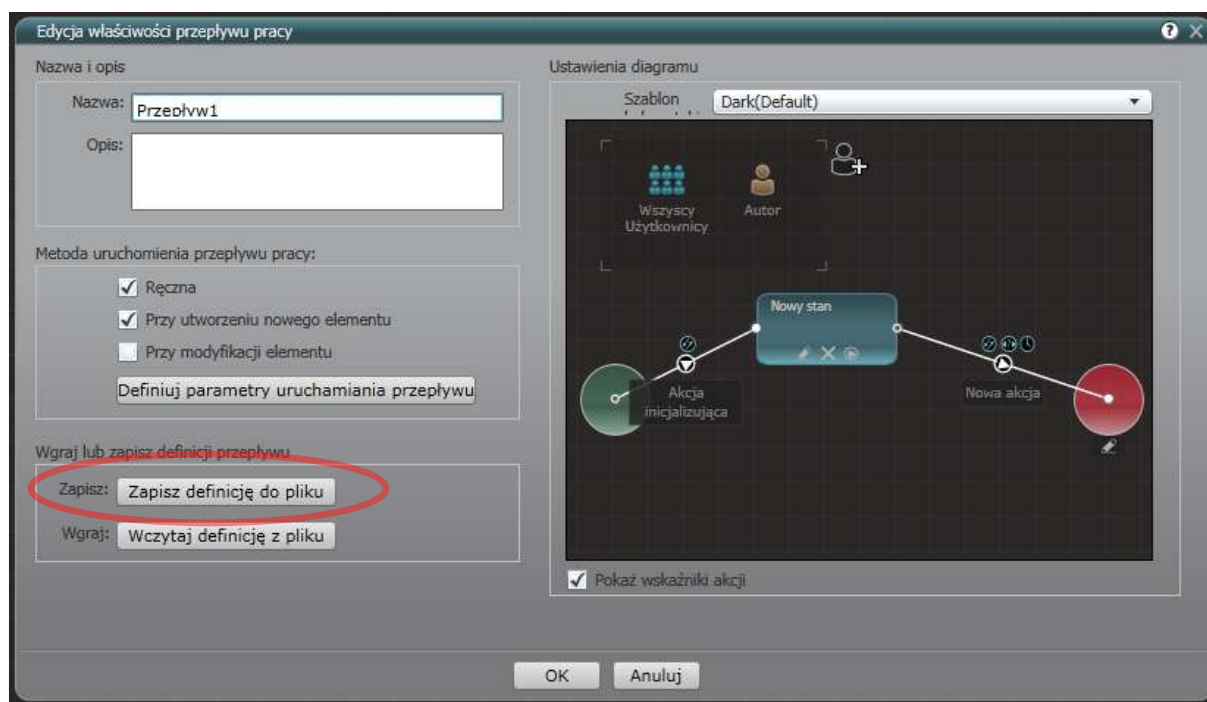 Edycja właściwości przepływu pracy
Nazwa i opis
Nazwa: Przepływ1
Opis:
Metoda uruchomienia przepływu pracy:
Ręczna
Przy utworzeniu nowego elementu
Przy modyfikacji elementu
Definiuj parametry uruchamiania przepływu
Wgraj lub zapisz definicji przepływu
Zapisz: Zapisz definicję do pliku
Wgraj: Wczytaj definicję z pliku
Ustawienia diagramu
Szablon Dark(Default)
Wszyscy
Użytkownicy
Autor
Nowy stan
Akcja
inicjalizująca
Nowa akcja
Pokaż wskaźniki akcji
OK Anuluj